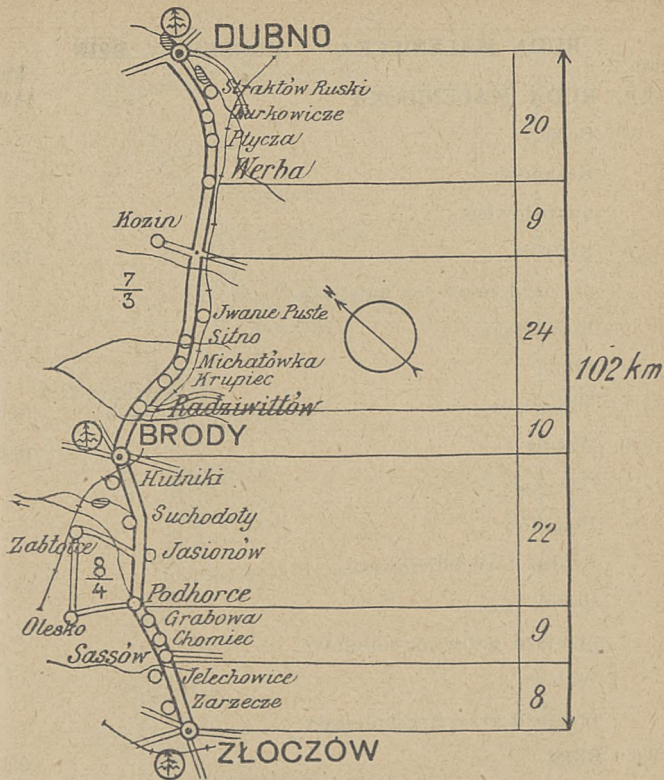 DUBNO
Straktów Ruski
Turkowicze
Ptycza
20
Werba
Kozin
9
7
3
N
Jwanie Puste
Sitno
24
Michałówka
Krupiec
102 km
Radziwiłłów
BRODY
10
Hutniki
Suchodoły
22
Zabłotce
Jasionów
8
4
Podhorce
Olesko
Grabowa
Chomiec
9
Sassów
Jelechowice
Zarzecze
8
ZŁOCZÓW